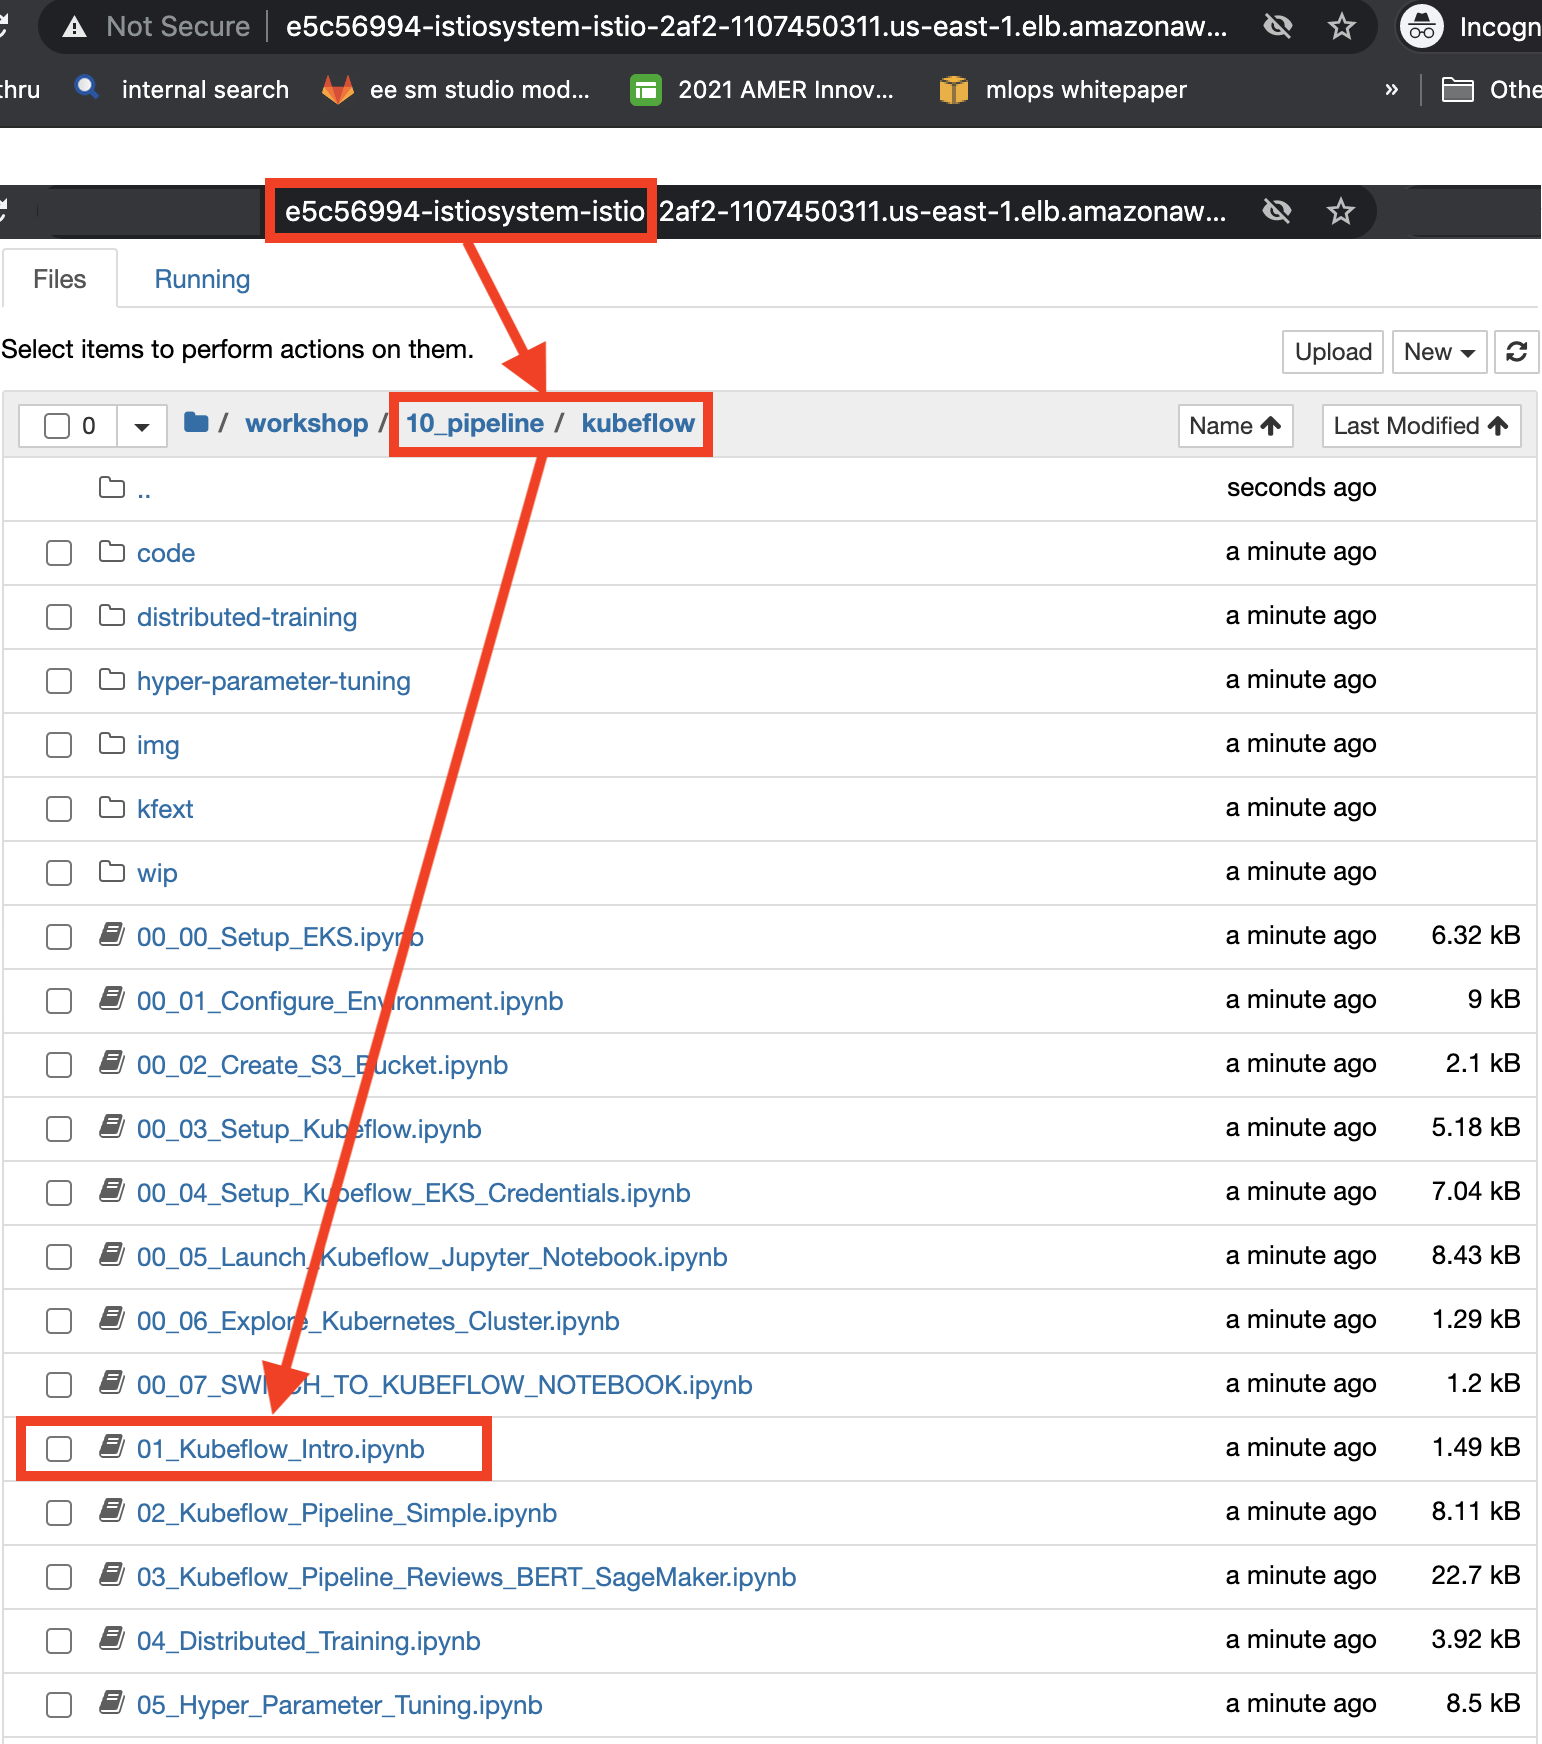 Not Secure e5c56994-istiosystem-istio-2af2-1107450311.us-east-1.elb.amazonaw... Incogn
thru internal search ee sm studio mod... 2021 AMER Innov... mlops whitepaper » Othe
e5c56994-istiosystem-istio-2af2-1107450311.us-east-1.elb.amazonaw...
Files Running
Select items to perform actions on them. Upload New
0 / workshop / 10_pipeline / kubeflow Name Last Modified
.. seconds ago
code a minute ago
distributed-training a minute ago
hyper-parameter-tuning a minute ago
img a minute ago
kfext a minute ago
wip a minute ago
00_00_Setup_EKS.ipynb a minute ago 6.32 kB
00_01_Configure_Environment.ipynb a minute ago 9 kB
00_02_Create_S3_Bucket.ipynb a minute ago 2.1 kB
00_03_Setup_Kubeflow.ipynb a minute ago 5.18 kB
00_04_Setup_Kubeflow_EKS_Credentials.ipynb a minute ago 7.04 kB
00_05_Launch_Kubeflow_Jupyter_Notebook.ipynb a minute ago 8.43 kB
00_06_Explore_Kubernetes_Cluster.ipynb a minute ago 1.29 kB
00_07_SWITCH_TO_KUBEFLOW_NOTEBOOK.ipynb a minute ago 1.2 kB
01_Kubeflow_Intro.ipynb a minute ago 1.49 kB
02_Kubeflow_Pipeline_Simple.ipynb a minute ago 8.11 kB
03_Kubeflow_Pipeline_Reviews_BERT_SageMaker.ipynb a minute ago 22.7 kB
04_Distributed_Training.ipynb a minute ago 3.92 kB
05_Hyper_Parameter_Tuning.ipynb a minute ago 8.5 kB